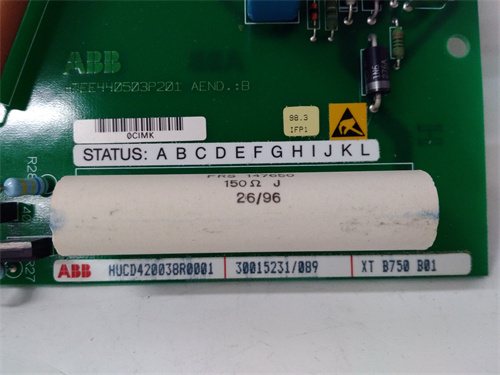 ABB
AEND.:B
0CIMK
98.3
IFP1
STATUS: A B C D E F G H I J K L
150Ω J
26/96
ABB HUCD420038R0001 30015231/089 XT B750 B01